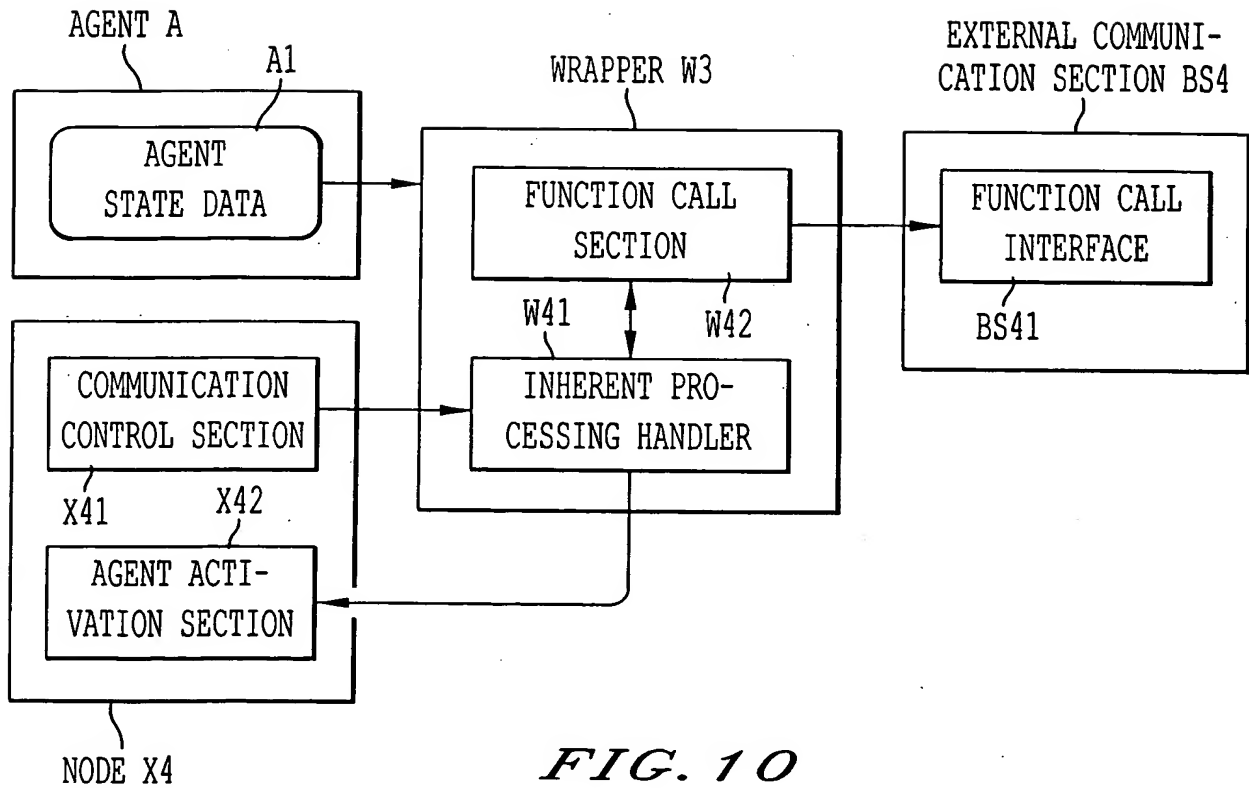 AGENT A
A1
AGENT
STATE DATA
WRAPPER W3
FUNCTION CALL
SECTION
W41
W42
INHERENT PRO-
CESSING HANDLER
EXTERNAL COMMUNI-
CATION SECTION BS4
FUNCTION CALL
INTERFACE
BS41
COMMUNICATION
CONTROL SECTION
X41
X42
AGENT ACTI-
VATION SECTION
NODE X4
FIG. 10